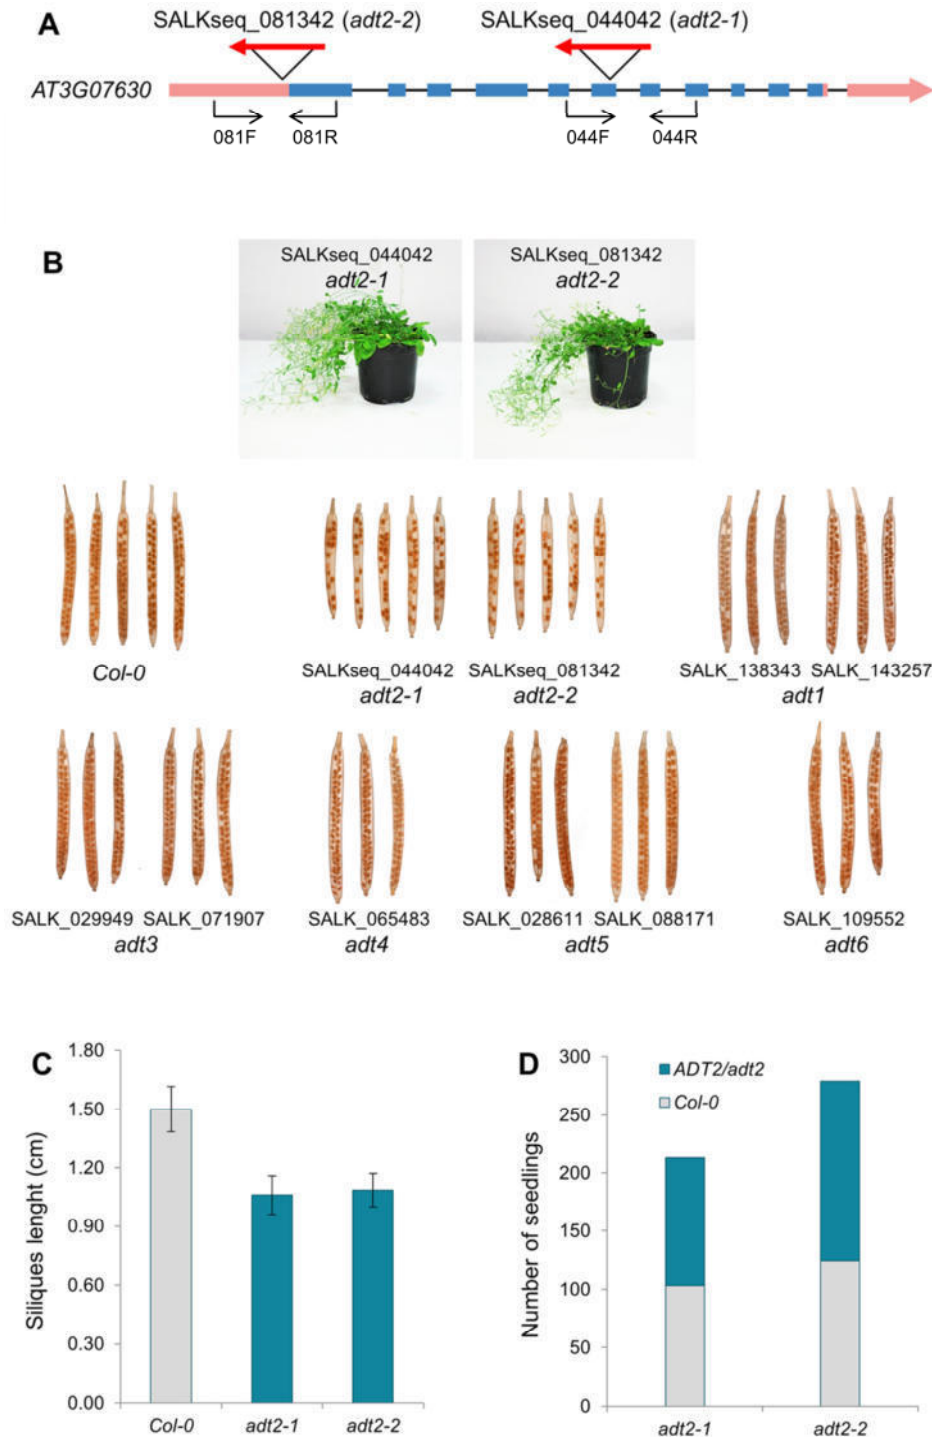 A
SALKseq_081342 (adt2-2)
SALKseq_044042 (adt2-1)
AT3G07630
081F
081R
044F
044R
B
SALKseq_044042
adt2-1
SALKseq_081342
adt2-2
Col-0
SALKseq_044042
adt2-1
SALKseq_081342
adt2-2
SALK_138343
SALK_143257
adt1
SALK_029949
SALK_071907
adt3
SALK_065483
adt4
SALK_028611
SALK_088171
adt5
SALK_109552
adt6
C
Siliques lenght (cm)
1.80
1.50
1.20
0.90
0.60
0.30
0.00
Col-0
adt2-1
adt2-2
D
Number of seedlings
300
250
200
150
100
50
0
ADT2/adt2
Col-0
adt2-1
adt2-2